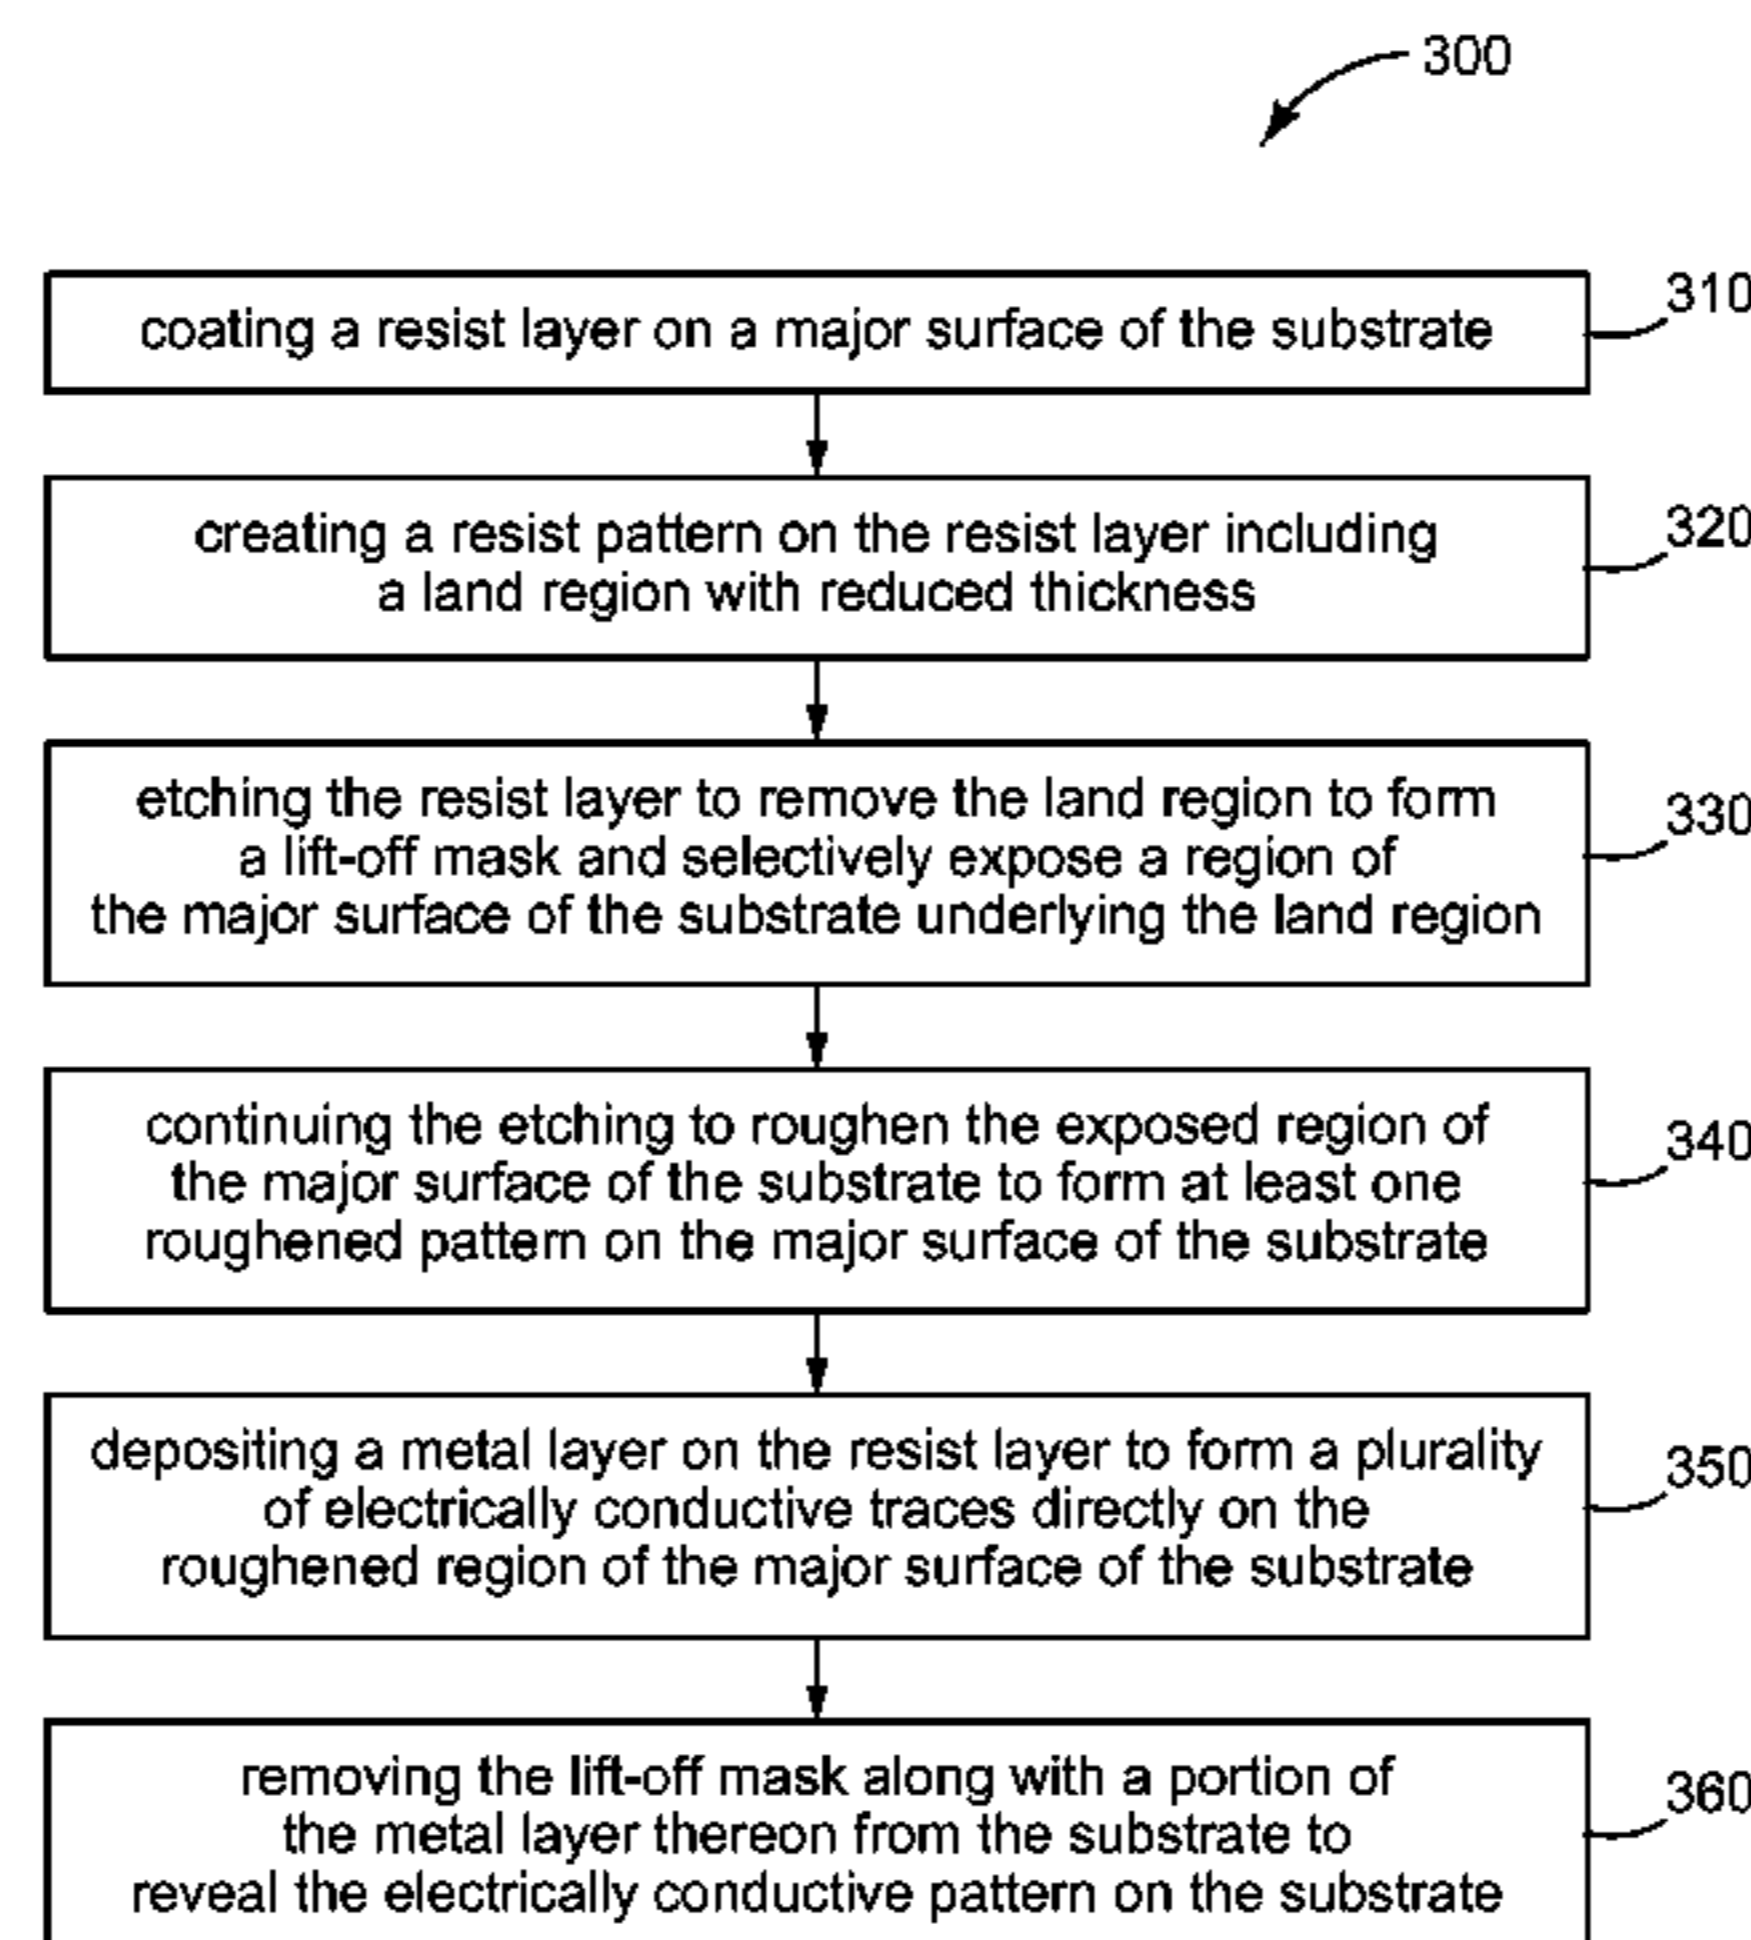 300
coating a resist layer on a major surface of the substrate
310
creating a resist pattern on the resist layer including
a land region with reduced thickness
320
etching the resist layer to remove the land region to form
a lift-off mask and selectively expose a region of
the major surface of the substrate underlying the land region
330
continuing the etching to roughen the exposed region of
the major surface of the substrate to form at least one
roughened pattern on the major surface of the substrate
340
depositing a metal layer on the resist layer to form a plurality
of electrically conductive traces directly on the
roughened region of the major surface of the substrate
350
removing the lift-off mask along with a portion of
the metal layer thereon from the substrate to
reveal the electrically conductive pattern on the substrate
360